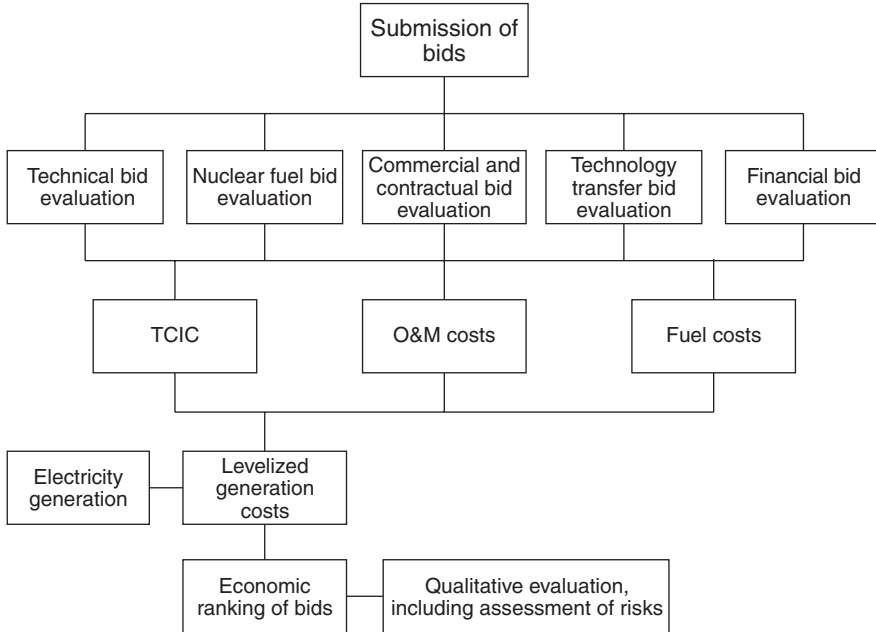 Submission of
bids
Technical bid
evaluation
Nuclear fuel bid
evaluation
Commercial and
contractual bid
evaluation
Technology
transfer bid
evaluation
Financial bid
evaluation
TCIC
O&M costs
Fuel costs
Electricity
generation
Levelized
generation
costs
Economic
ranking of bids
Qualitative evaluation,
including assessment of risks